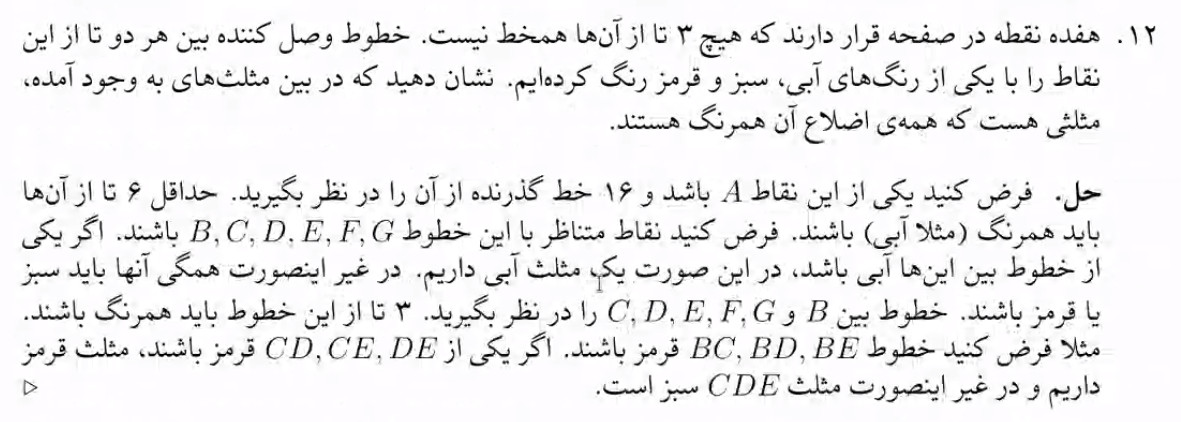 ۱۲. هفده نقطه در صفحه قرار دارند که هیچ ۳ تا از آن‌ها همخط نیست. خطوط وصل کننده بین هر دو تا از این
نقاط را با یکی از رنگ‌های آبی، سبز و قرمز رنگ کرده‌ایم. نشان دهید که در بین مثلث‌های به وجود آمده،
مثلثی هست که همه‌ی اضلاع آن همرنگ هستند.
حل. فرض کنید یکی از این نقاط A باشد و ۱۶ خط گذرنده از آن را در نظر بگیرید. حداقل ۶ تا از آن‌ها
باید همرنگ (مثلا آبی) باشند. فرض کنید نقاط متناظر با این خطوط B, C, D, E, F, G باشند. اگر یکی
از خطوط بین این‌ها آبی باشد، در این صورت یک مثلث آبی داریم. در غیر اینصورت همگی آنها باید سبز
یا قرمز باشند. خطوط بین B و C, D, E, F, G را در نظر بگیرید. ۳ تا از این خطوط باید همرنگ باشند.
مثلا فرض کنید خطوط BC, BD, BE قرمز باشند. اگر یکی از CD, CE, DE قرمز باشند، مثلث قرمز
داریم و در غیر اینصورت مثلث CDE سبز است. ▷